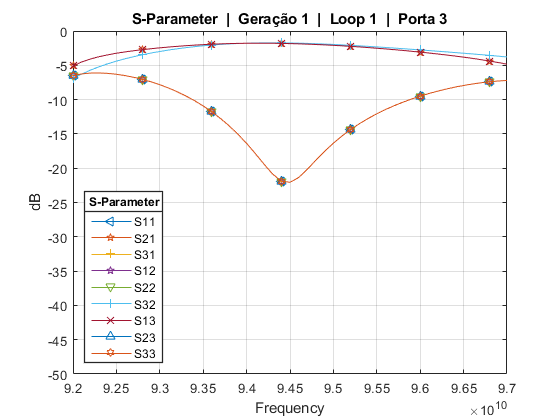 S-Parameter | Geração 1 | Loop 1 | Porta 3
0
-5
-10
-15
-20
-25
-30
-35
-40
-45
-50
dB
S-Parameter
S11
S21
S31
S12
S22
S32
S13
S23
S33
9.2 9.25 9.3 9.35 9.4 9.45 9.5 9.55 9.6 9.65 9.7
Frequency
×10^10